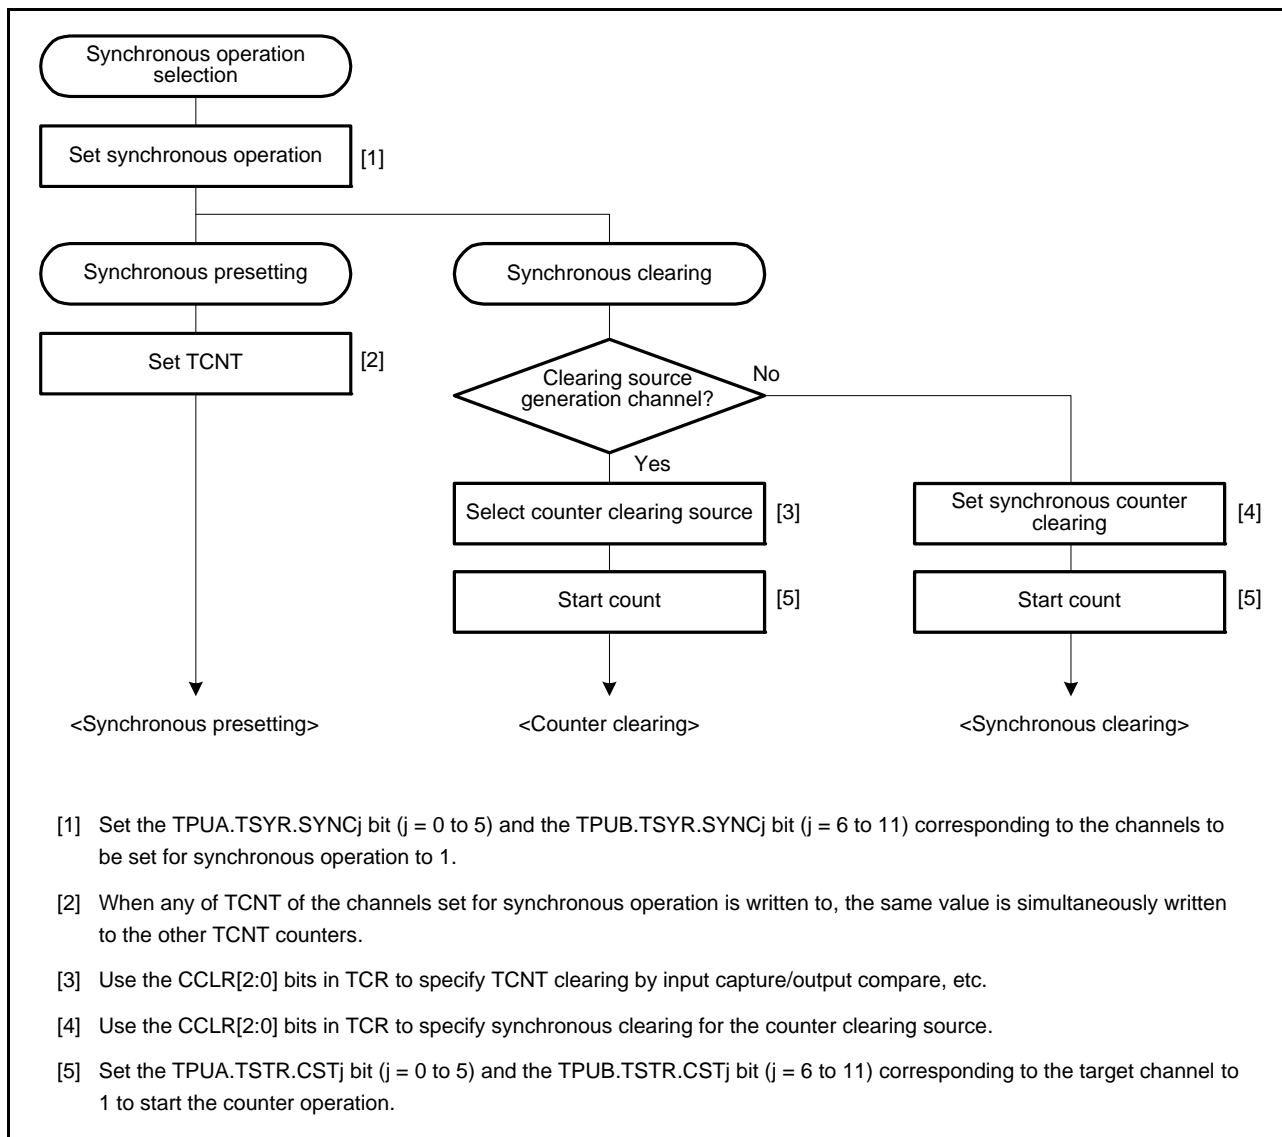 Synchronous operation
selection
Set synchronous operation
[1]
Synchronous presetting
Synchronous clearing
Set TCNT
[2]
Clearing source
generation channel?
No
Yes
Select counter clearing source
[3]
Set synchronous counter
clearing
[4]
Start count
[5]
Start count
[5]
<Synchronous presetting>
<Counter clearing>
<Synchronous clearing>
[1] Set the TPUA.TSYR.SYNCj bit (j = 0 to 5) and the TPUB.TSYR.SYNCj bit (j = 6 to 11) corresponding to the channels to
be set for synchronous operation to 1.
[2] When any of TCNT of the channels set for synchronous operation is written to, the same value is simultaneously written
to the other TCNT counters.
[3] Use the CCLR[2:0] bits in TCR to specify TCNT clearing by input capture/output compare, etc.
[4] Use the CCLR[2:0] bits in TCR to specify synchronous clearing for the counter clearing source.
[5] Set the TPUA.TSTR.CSTj bit (j = 0 to 5) and the TPUB.TSTR.CSTj bit (j = 6 to 11) corresponding to the target channel to
1 to start the counter operation.